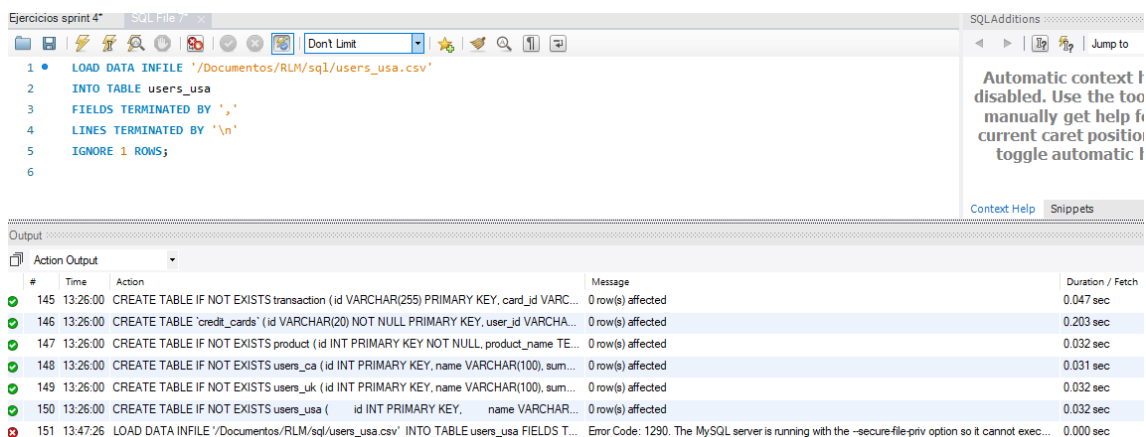 Ejercicios sprint 4*  SQL File 7*  ×
SQLAdditions
Don't Limit
Jump to
1 LOAD DATA INFILE '/Documentos/RLM/sql/users_usa.csv'
2 INTO TABLE users_usa
3 FIELDS TERMINATED BY ','
4 LINES TERMINATED BY '\n'
5 IGNORE 1 ROWS;
6
Automatic context h
disabled. Use the too
manually get help f
current caret position
toggle automatic h
Context Help Snippets
Output
Action Output
# Time Action Message Duration / Fetch
145 13:26:00 CREATE TABLE IF NOT EXISTS transaction ( id VARCHAR(255) PRIMARY KEY, card_id VARC... 0 row(s) affected 0.047 sec
146 13:26:00 CREATE TABLE `credit_cards` ( id VARCHAR(20) NOT NULL PRIMARY KEY, user_id VARCHA... 0 row(s) affected 0.203 sec
147 13:26:00 CREATE TABLE IF NOT EXISTS product ( id INT PRIMARY KEY NOT NULL, product_name TE... 0 row(s) affected 0.032 sec
148 13:26:00 CREATE TABLE IF NOT EXISTS users_ca ( id INT PRIMARY KEY, name VARCHAR(100), sum... 0 row(s) affected 0.031 sec
149 13:26:00 CREATE TABLE IF NOT EXISTS users_uk ( id INT PRIMARY KEY, name VARCHAR(100), sum... 0 row(s) affected 0.032 sec
150 13:26:00 CREATE TABLE IF NOT EXISTS users_usa ( id INT PRIMARY KEY, name VARCHAR... 0 row(s) affected 0.032 sec
151 13:47:26 LOAD DATA INFILE '/Documentos/RLM/sql/users_usa.csv' INTO TABLE users_usa FIELDS T... Error Code: 1290. The MySQL server is running with the --secure-file-priv option so it cannot exec... 0.000 sec